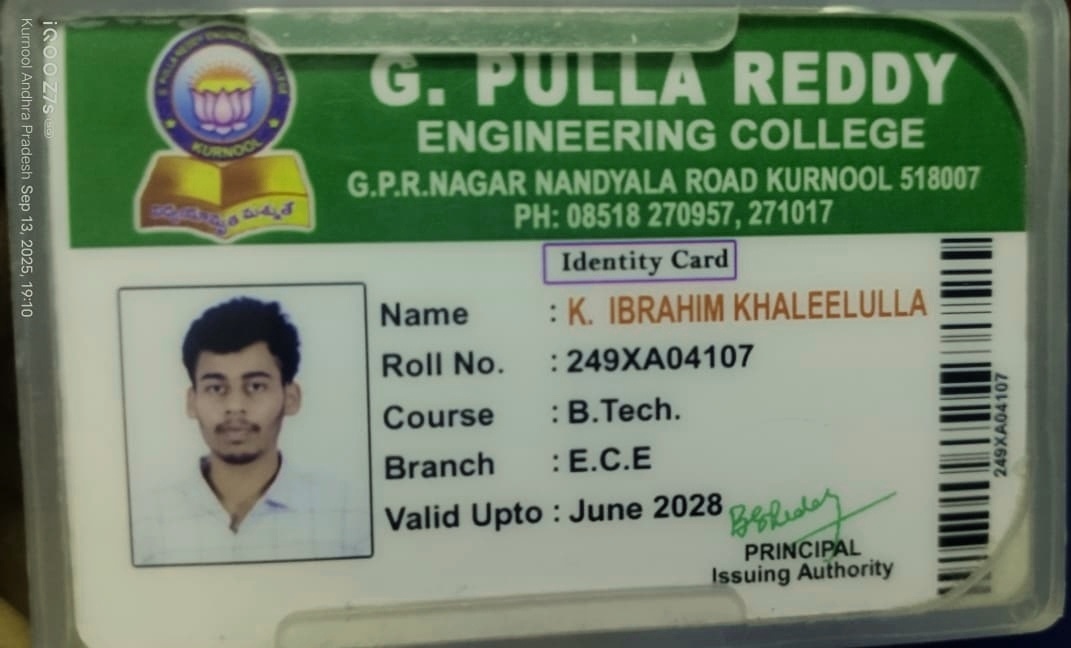 G. PULLA REDDY
ENGINEERING COLLEGE
G.P.R.NAGAR NANDYALA ROAD KURNOOL 518007
PH: 08518 270957, 271017
KURNOOL
Identity Card
Name : K. IBRAHIM KHALEELULLA
Roll No. : 249XA04107
Course : B.Tech.
Branch : E.C.E
Valid Upto : June 2028
PRINCIPAL
Issuing Authority
249XA04107
iQOO Z7s 5G
Kurnool Andhra Pradesh Sep 13, 2025, 19:10